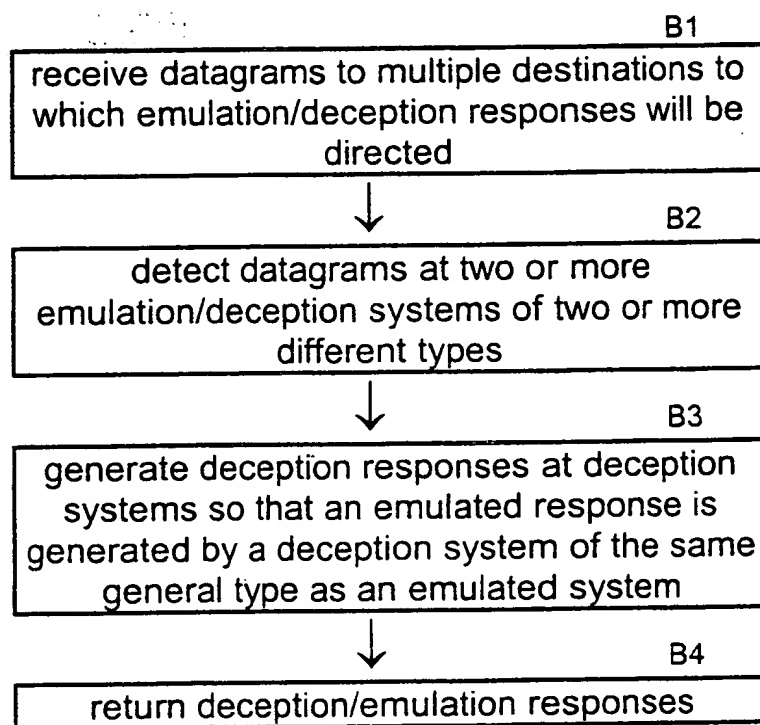 B1
receive datagrams to multiple destinations to
which emulation/deception responses will be
directed
B2
detect datagrams at two or more
emulation/deception systems of two or more
different types
B3
generate deception responses at deception
systems so that an emulated response is
generated by a deception system of the same
general type as an emulated system
B4
return deception/emulation responses